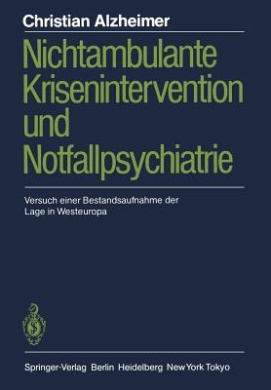 Christian Alzheimer
Nichtambulante
Krisenintervention
und
Notfallpsychiatrie
Versuch einer Bestandsaufnahme der
Lage in Westeuropa
Springer-Verlag Berlin Heidelberg New York Tokyo